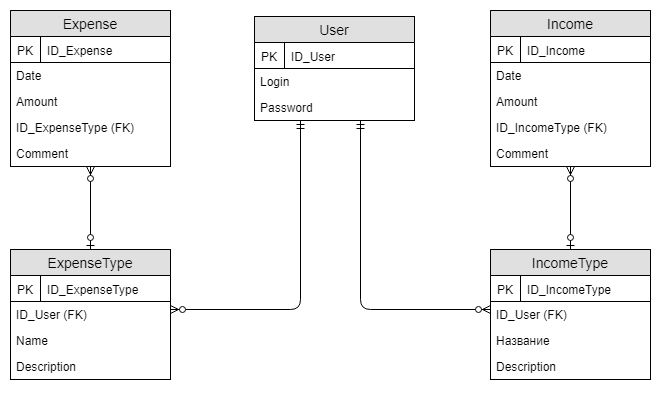 Expense
PK ID_Expense
Date
Amount
ID_ExpenseType (FK)
Comment
User
PK ID_User
Login
Password
Income
PK ID_Income
Date
Amount
ID_IncomeType (FK)
Comment
ExpenseType
PK ID_ExpenseType
ID_User (FK)
Name
Description
IncomeType
PK ID_IncomeType
ID_User (FK)
Название
Description